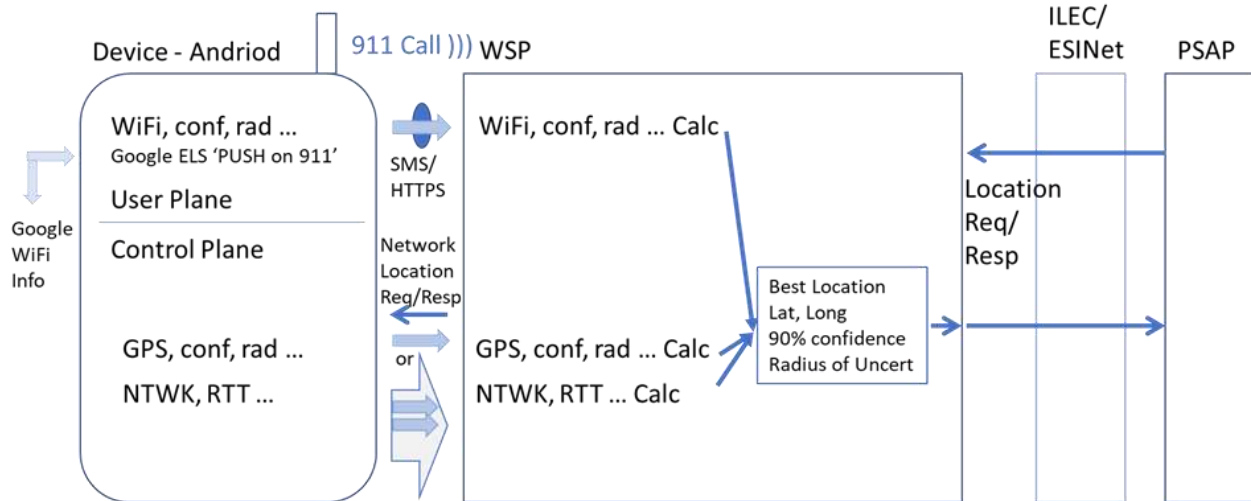 Device - Andriod
911 Call )))
WSP
ILEC/
ESINet
PSAP
WiFi, conf, rad ...
Google ELS ‘PUSH on 911’
User Plane
Control Plane
GPS, conf, rad ...
NTWK, RTT ...
Google
WiFi
Info
SMS/
HTTPS
Network
Location
Req/Resp
or
WiFi, conf, rad ... Calc
GPS, conf, rad ... Calc
NTWK, RTT ... Calc
Best Location
Lat, Long
90% confidence
Radius of Uncert
Location
Req/
Resp